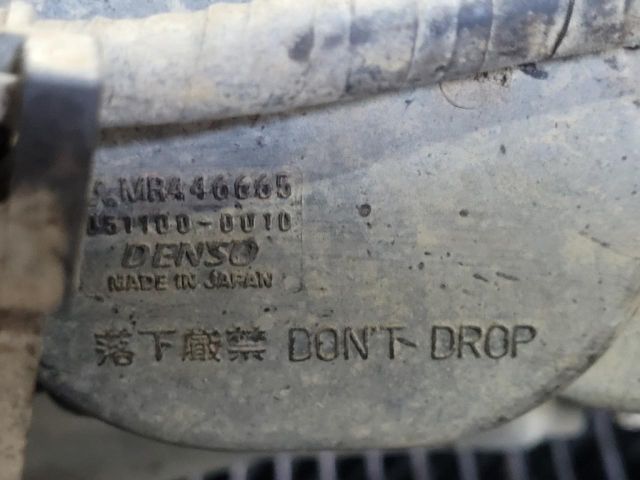 MR446665
051100-0010
DENSO
MADE IN JAPAN
落下厳禁 DON'T DROP